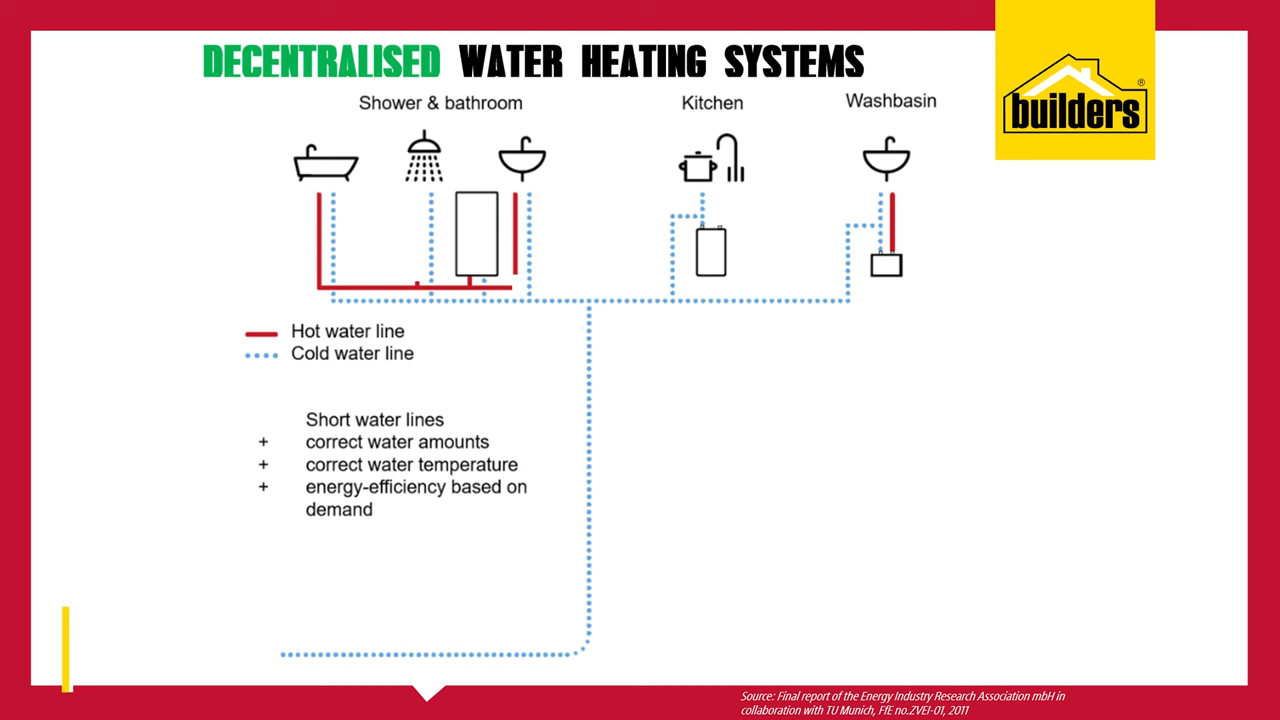 DECENTRALISED WATER HEATING SYSTEMS
Shower & bathroom
Kitchen
Washbasin
builders
®
Hot water line
Cold water line
Short water lines
+ correct water amounts
+ correct water temperature
+ energy-efficiency based on
demand
Source: Final report of the Energy Industry Research Association mbH in
collaboration with TU Munich, FfE no.ZVEI-01, 2011